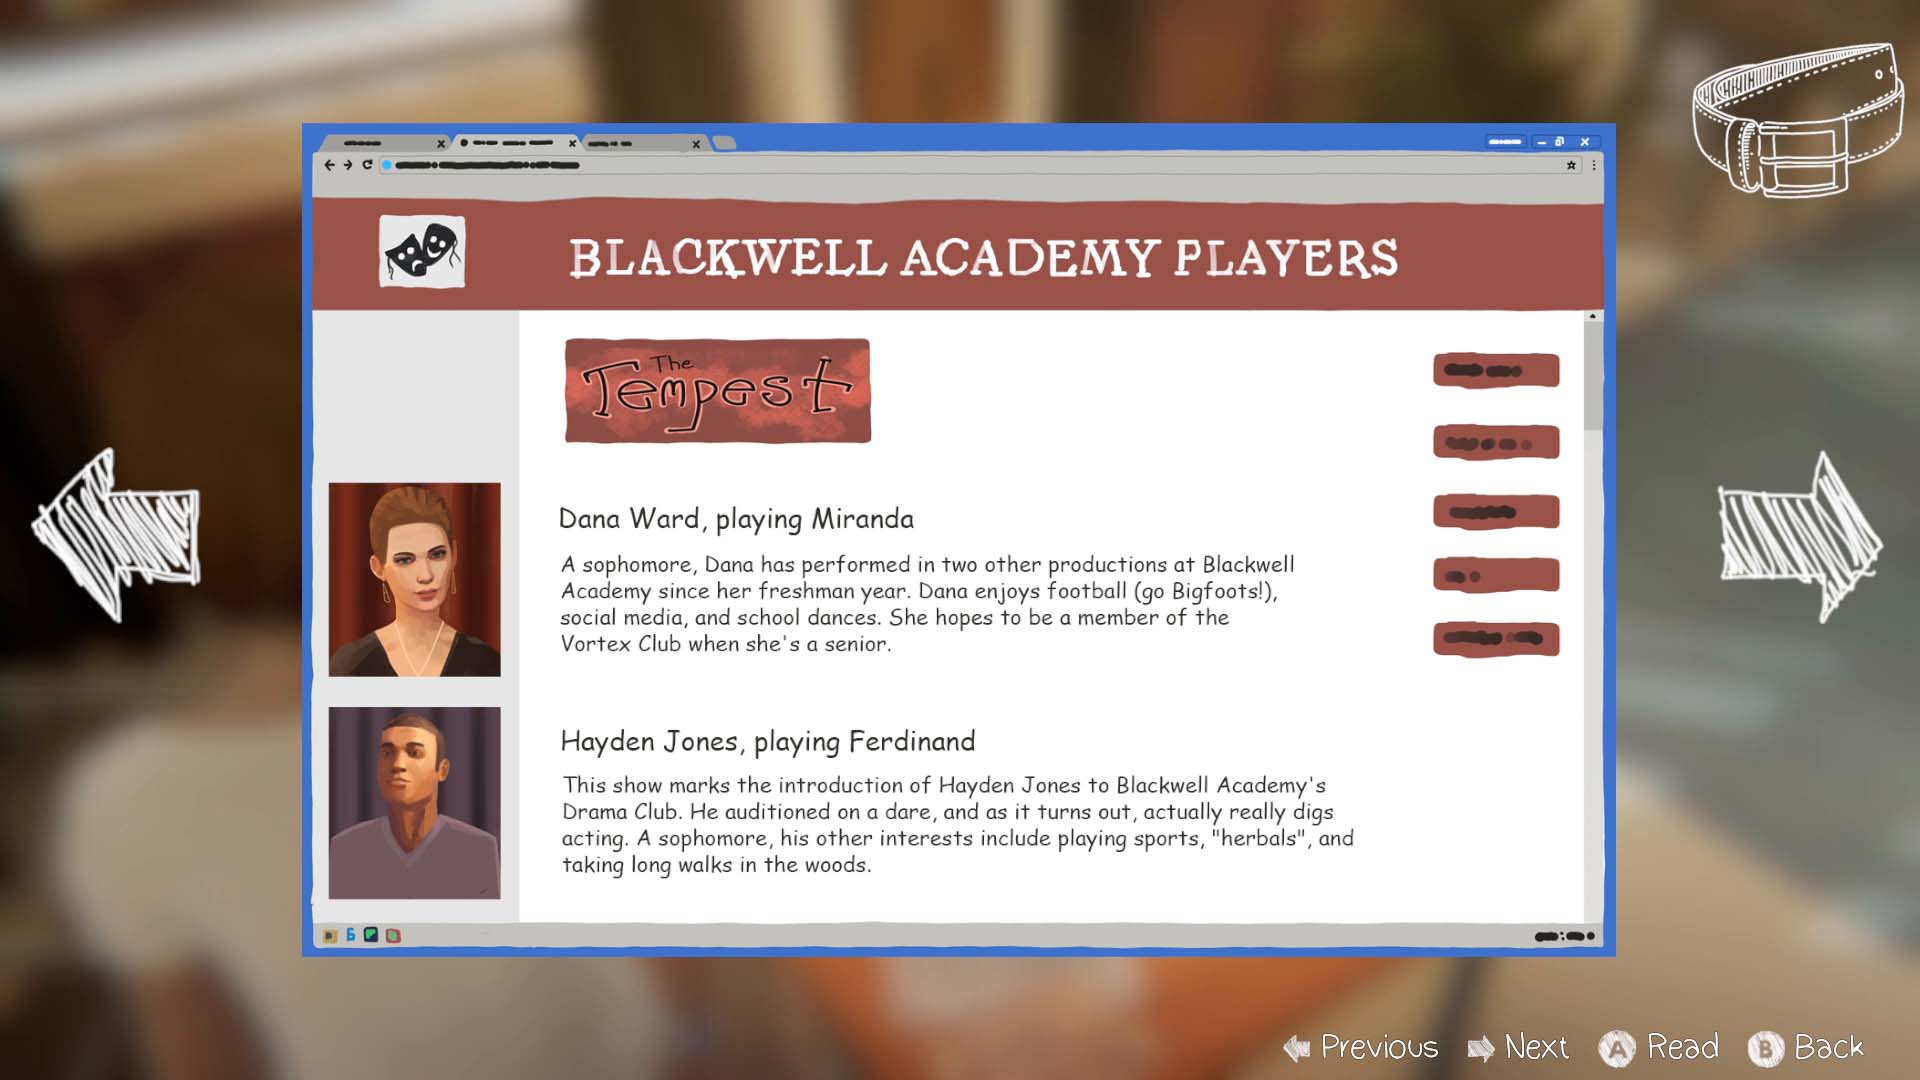 BLACKWELL ACADEMY PLAYERS
The
Tempest
Dana Ward, playing Miranda
A sophomore, Dana has performed in two other productions at Blackwell
Academy since her freshman year. Dana enjoys football (go Bigfoots!),
social media, and school dances. She hopes to be a member of the
Vortex Club when she's a senior.
Hayden Jones, playing Ferdinand
This show marks the introduction of Hayden Jones to Blackwell Academy's
Drama Club. He auditioned on a dare, and as it turns out, actually really digs
acting. A sophomore, his other interests include playing sports, "herbals", and
taking long walks in the woods.
Previous Next A Read B Back